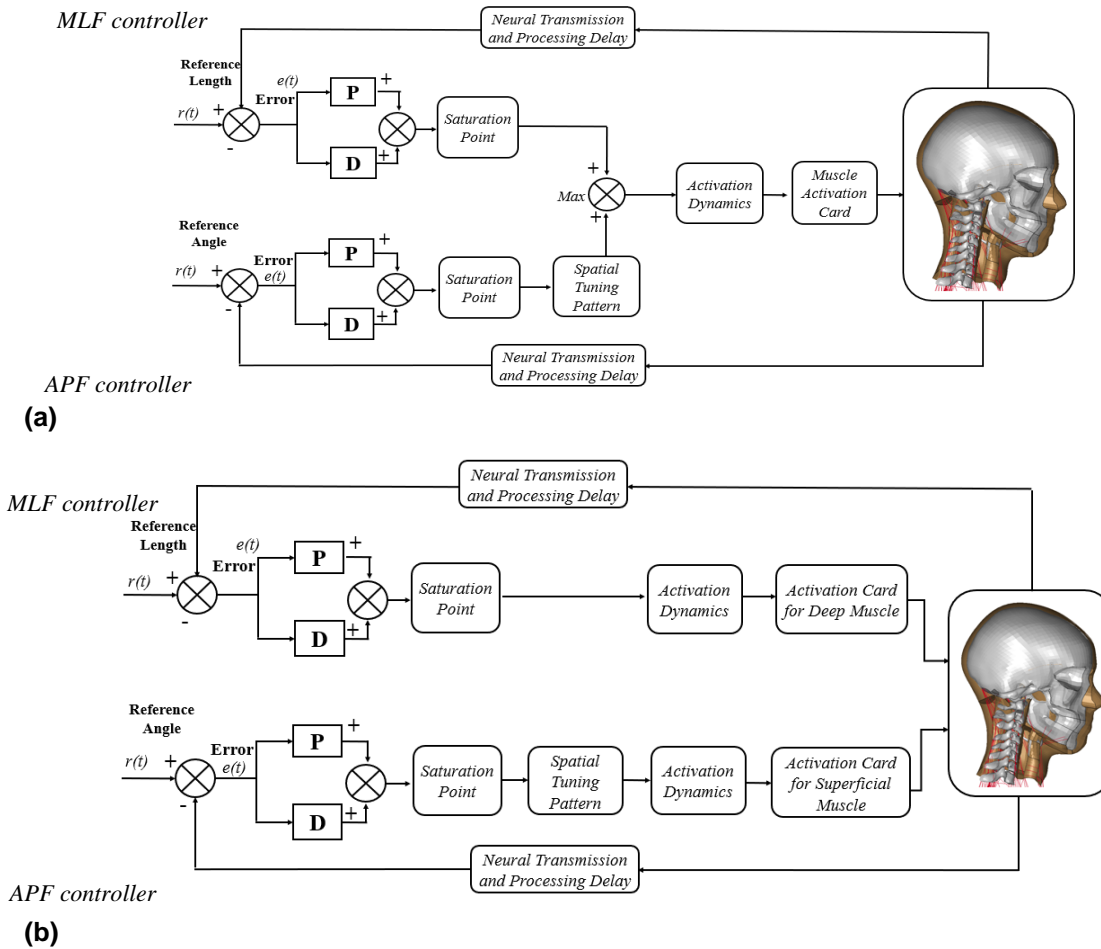 MLF controller
Neural Transmission
and Processing Delay
Reference
Length
r(t)
+
-
e(t)
Error
P
D
+
+
Saturation
Point
+
Max
+
Activation
Dynamics
Muscle
Activation
Card
Reference
Angle
r(t)
+
-
Error
e(t)
P
D
+
+
Saturation
Point
Spatial
Tuning
Pattern
Neural Transmission
and Processing Delay
APF controller
(a)
MLF controller
Neural Transmission
and Processing Delay
Reference
Length
r(t)
+
-
e(t)
Error
P
D
+
+
Saturation
Point
Activation
Dynamics
Activation Card
for Deep Muscle
Reference
Angle
r(t)
+
-
Error
e(t)
P
D
+
+
Saturation
Point
Spatial
Tuning
Pattern
Activation
Dynamics
Activation Card
for Superficial
Muscle
Neural Transmission
and Processing Delay
APF controller
(b)